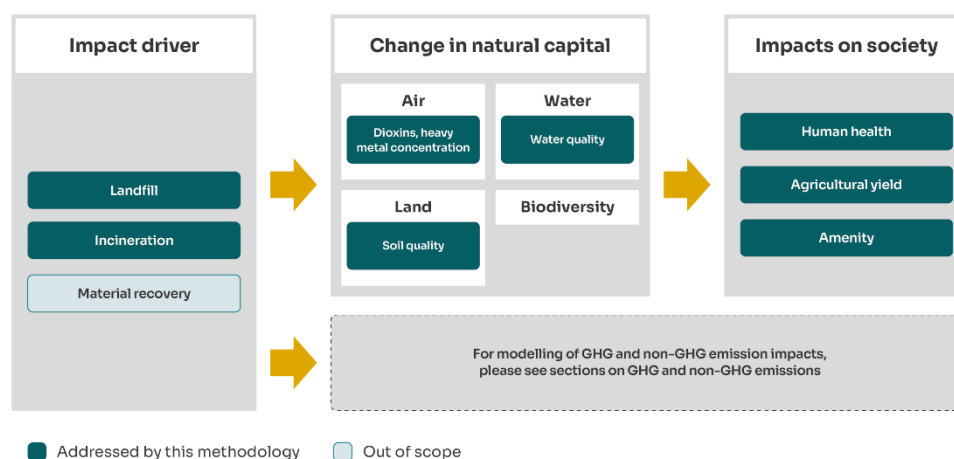 Impact driver
Landfill
Incineration
Material recovery
Change in natural capital
Air
Dioxins, heavy
metal concentration
Water
Water quality
Land
Soil quality
Biodiversity
Impacts on society
Human health
Agricultural yield
Amenity
For modelling of GHG and non-GHG emission impacts,
please see sections on GHG and non-GHG emissions
Addressed by this methodology
Out of scope